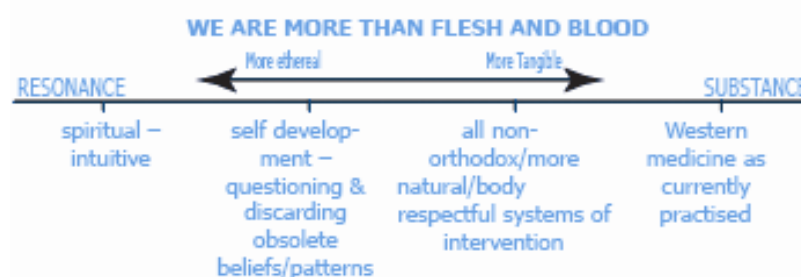 WE ARE MORE THAN FLESH AND BLOOD
More ethereal
More Tangible
RESONANCE
SUBSTANCE
spiritual –
intuitive
self develop-
ment –
questioning &
discarding
obsolete
beliefs/patterns
all non-
orthodox/more
natural/body
respectful systems of
intervention
Western
medicine as
currently
practised